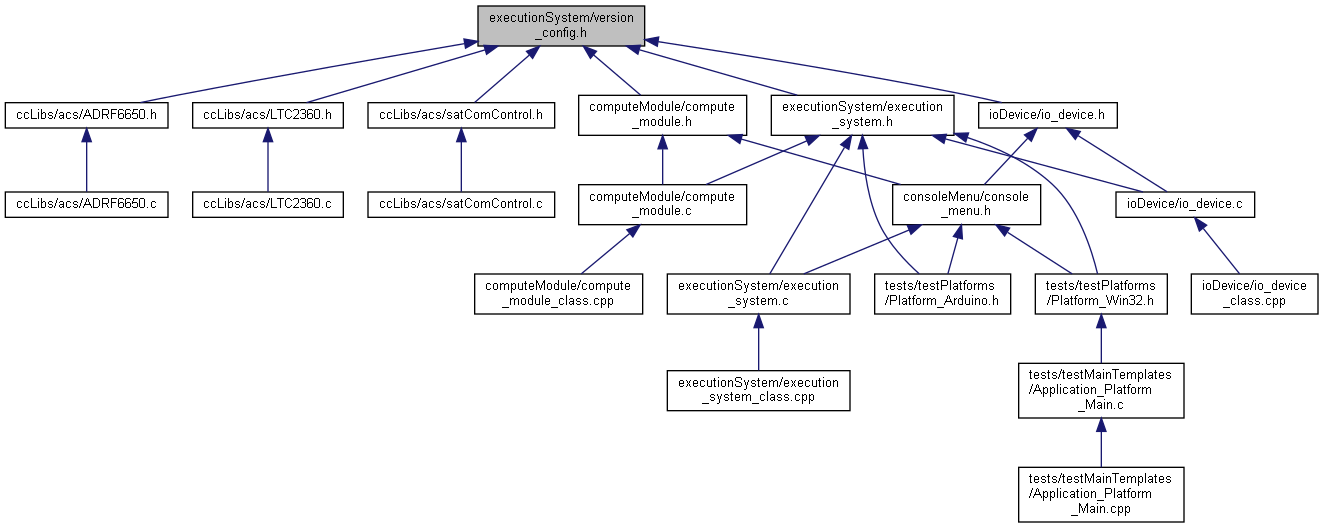 executionSystem/version
_config.h
ccLibs/acs/ADRF6650.h
ccLibs/acs/LTC2360.h
ccLibs/acs/satComControl.h
computeModule/compute
_module.h
executionSystem/execution
_system.h
ioDevice/io_device.h
ccLibs/acs/ADRF6650.c
ccLibs/acs/LTC2360.c
ccLibs/acs/satComControl.c
computeModule/compute
_module.c
consoleMenu/console
_menu.h
ioDevice/io_device.c
computeModule/compute
_module_class.cpp
executionSystem/execution
_system.c
tests/testPlatforms
/Platform_Arduino.h
tests/testPlatforms
/Platform_Win32.h
ioDevice/io_device
_class.cpp
executionSystem/execution
_system_class.cpp
tests/testMainTemplates
/Application_Platform
_Main.c
tests/testMainTemplates
/Application_Platform
_Main.cpp